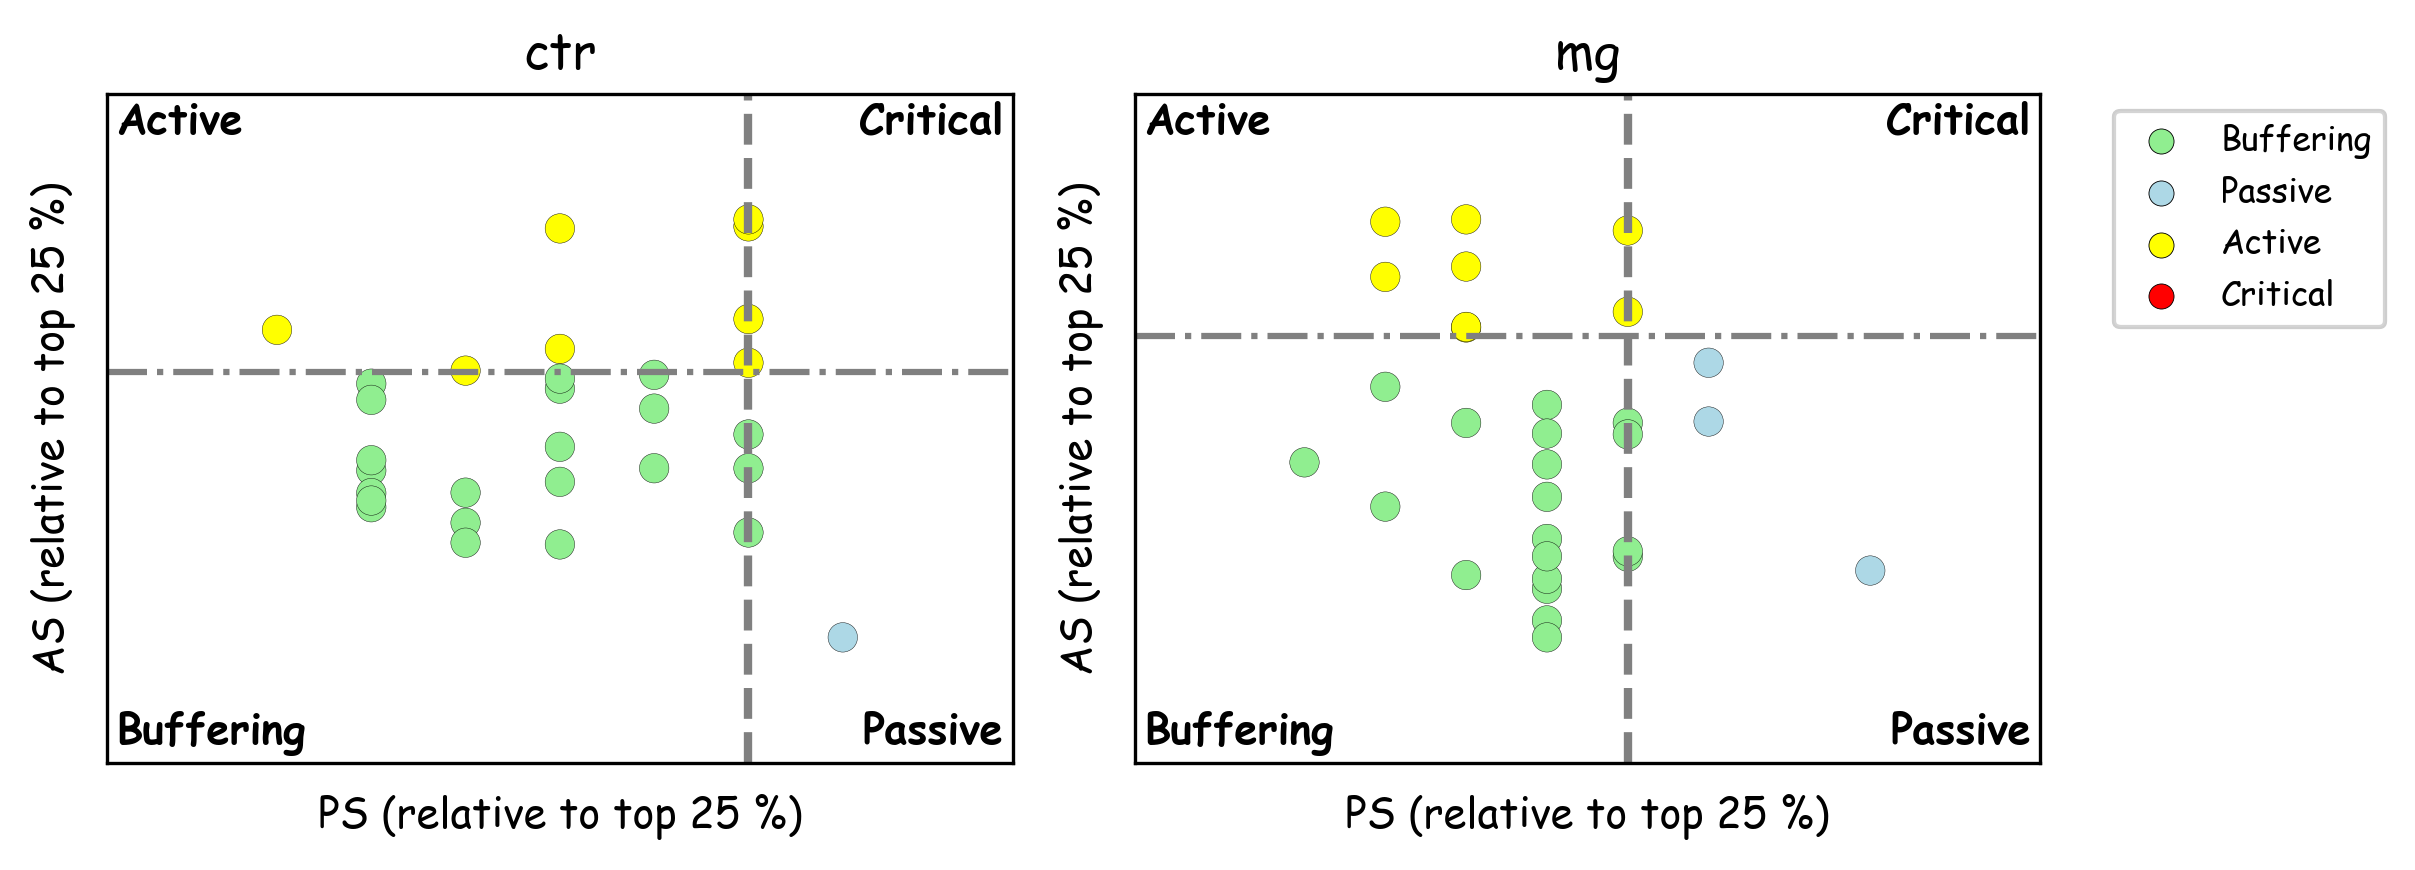 ctr
Active
Critical
Buffering
Passive
AS (relative to top 25 %)
PS (relative to top 25 %)
mg
Active
Critical
Buffering
Passive
AS (relative to top 25 %)
PS (relative to top 25 %)
Buffering
Passive
Active
Critical